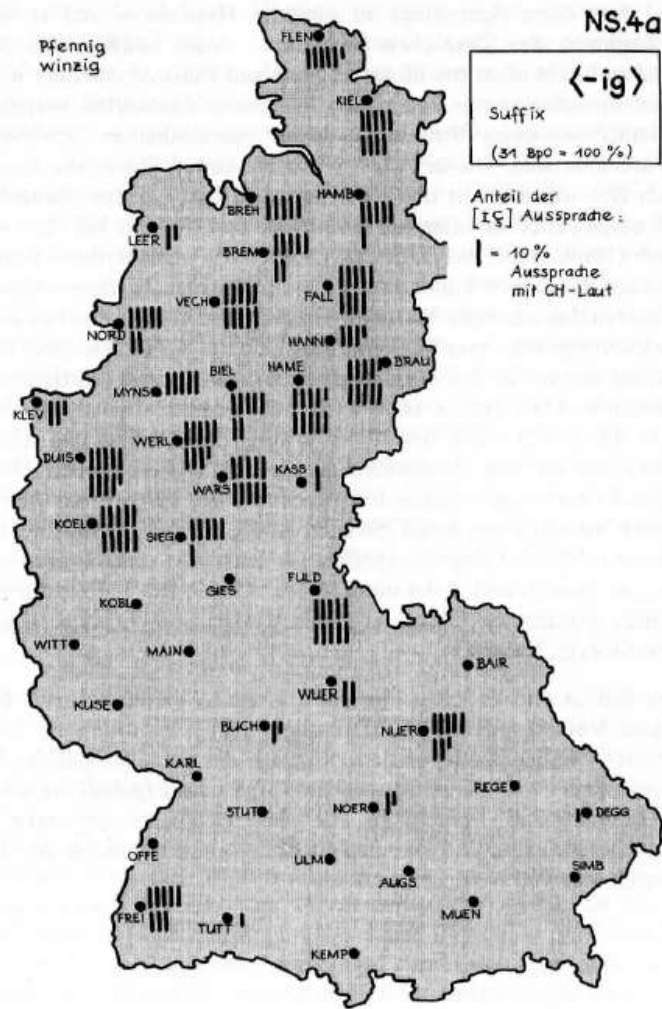 NS.4a
Pfennig
Winzig
<-ig>
Suffix
(31 BpO = 100 %)
Anteil der
[Iç] Aussprache:
= 10 %
Aussprache
mit CH-Laut
FLEN
KIEL
HAMB
BREH
LEER
BREM
VECH
FALL
NORD
HANN
BRAU
BIEL
HAME
MYNS
KLEV
WERL
DUIS
WARS
KASS
KOEL
SIEG
GIES
FULD
KOBL
WITT
MAIN
BAIR
WUER
KUSE
BUCH
NUER
KARL
REGE
STUT
NOER
DEGG
OFFE
ULM
AUGS
SIMB
FREI
TUTT
MUEN
KEMP